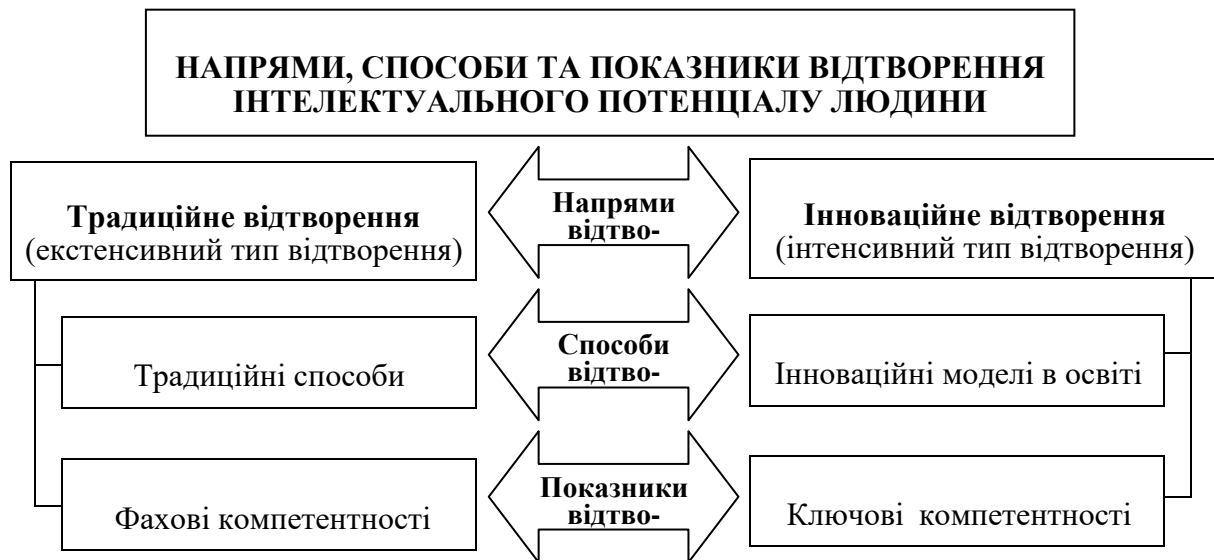 НАПРЯМИ, СПОСОБИ ТА ПОКАЗНИКИ ВІДТВОРЕННЯ
ІНТЕЛЕКТУАЛЬНОГО ПОТЕНЦІАЛУ ЛЮДИНИ
Традиційне відтворення
(екстенсивний тип відтворення)
Напрями
відтво-
Інноваційне відтворення
(інтенсивний тип відтворення)
Традиційні способи
Способи
відтво-
Інноваційні моделі в освіті
Фахові компетентності
Показники
відтво-
Ключові компетентності